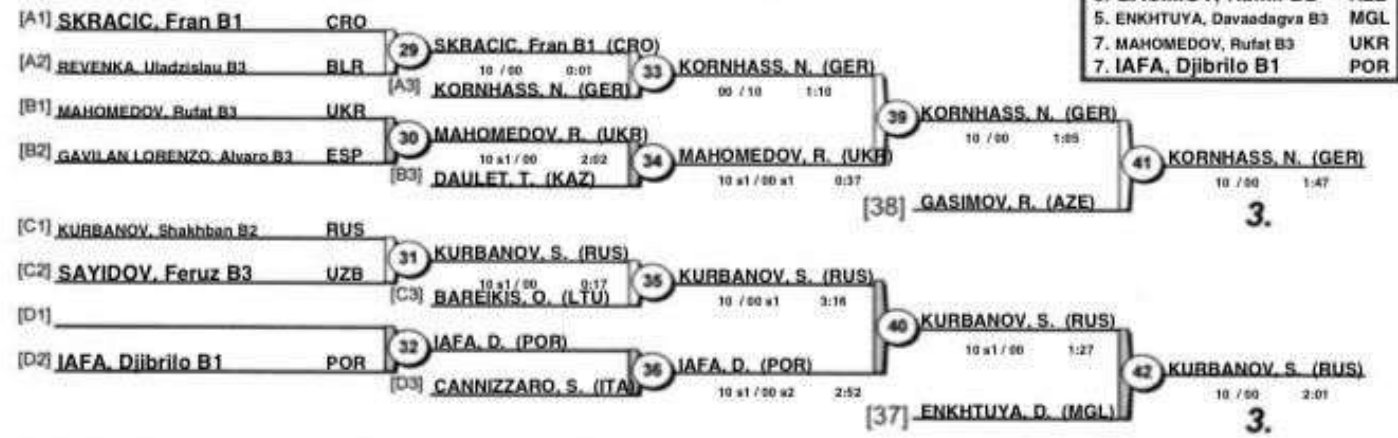 5. ENKHTUYA, Davaadagva B3 MGL
7. MAHOMEDOV, Rufat B3 UKR
7. IAFA, Djibrilo B1 POR
[A1] SKRACIC, Fran B1 CRO
[A2] REVENKA, Uladzislau B3 BLR
29 SKRACIC, Fran B1 (CRO)
10 / 00 0:01
[A3] KORNHASS, N. (GER)
33 KORNHASS, N. (GER)
00 / 10 1:10
[B1] MAHOMEDOV, Rufat B3 UKR
[B2] GAVILAN LORENZO, Alvaro B3 ESP
30 MAHOMEDOV, R. (UKR)
10 s1 / 00 2:02
[B3] DAULET, T. (KAZ)
34 MAHOMEDOV, R. (UKR)
10 s1 / 00 s1 0:37
39 KORNHASS, N. (GER)
10 / 00 1:05
[38] GASIMOV, R. (AZE)
41 KORNHASS, N. (GER)
10 / 00 1:47
3.
[C1] KURBANOV, Shakhban B2 RUS
[C2] SAYIDOV, Feruz B3 UZB
31 KURBANOV, S. (RUS)
10 s1 / 00 0:17
[C3] BAREIKIS, O. (LTU)
35 KURBANOV, S. (RUS)
10 / 00 s1 3:16
[D1]
[D2] IAFA, Djibrilo B1 POR
32 IAFA, D. (POR)
[D3] CANNIZZARO, S. (ITA)
36 IAFA, D. (POR)
10 s1 / 00 s2 2:52
40 KURBANOV, S. (RUS)
10 s1 / 00 1:27
[37] ENKHTUYA, D. (MGL)
42 KURBANOV, S. (RUS)
10 / 00 2:01
3.